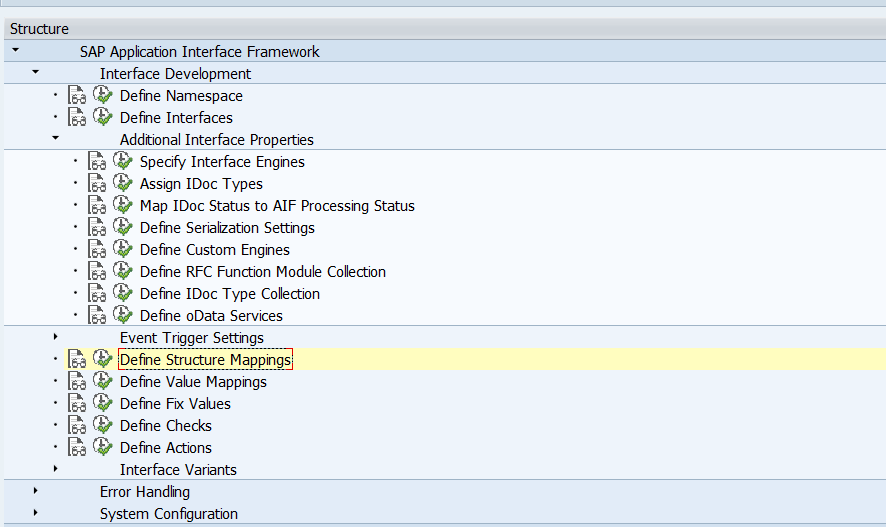 Structure
SAP Application Interface Framework
Interface Development
Define Namespace
Define Interfaces
Additional Interface Properties
Specify Interface Engines
Assign IDoc Types
Map IDoc Status to AIF Processing Status
Define Serialization Settings
Define Custom Engines
Define RFC Function Module Collection
Define IDoc Type Collection
Define oData Services
Event Trigger Settings
Define Structure Mappings
Define Value Mappings
Define Fix Values
Define Checks
Define Actions
Interface Variants
Error Handling
System Configuration